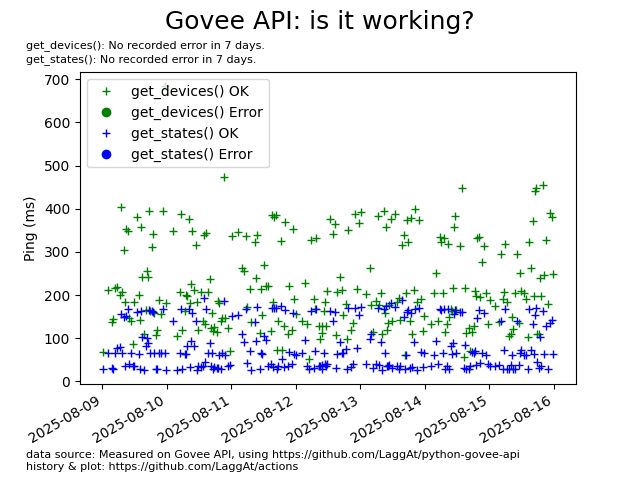 Govee API: is it working?
get_devices(): No recorded error in 7 days.
get_states(): No recorded error in 7 days.
700
600
500
400
300
200
100
0
Ping (ms)
get_devices() OK
get_devices() Error
get_states() OK
get_states() Error
2025-08-09
2025-08-10
2025-08-11
2025-08-12
2025-08-13
2025-08-14
2025-08-15
2025-08-16
data source: Measured on Govee API, using https://github.com/LaggAt/python-govee-api
history & plot: https://github.com/LaggAt/actions